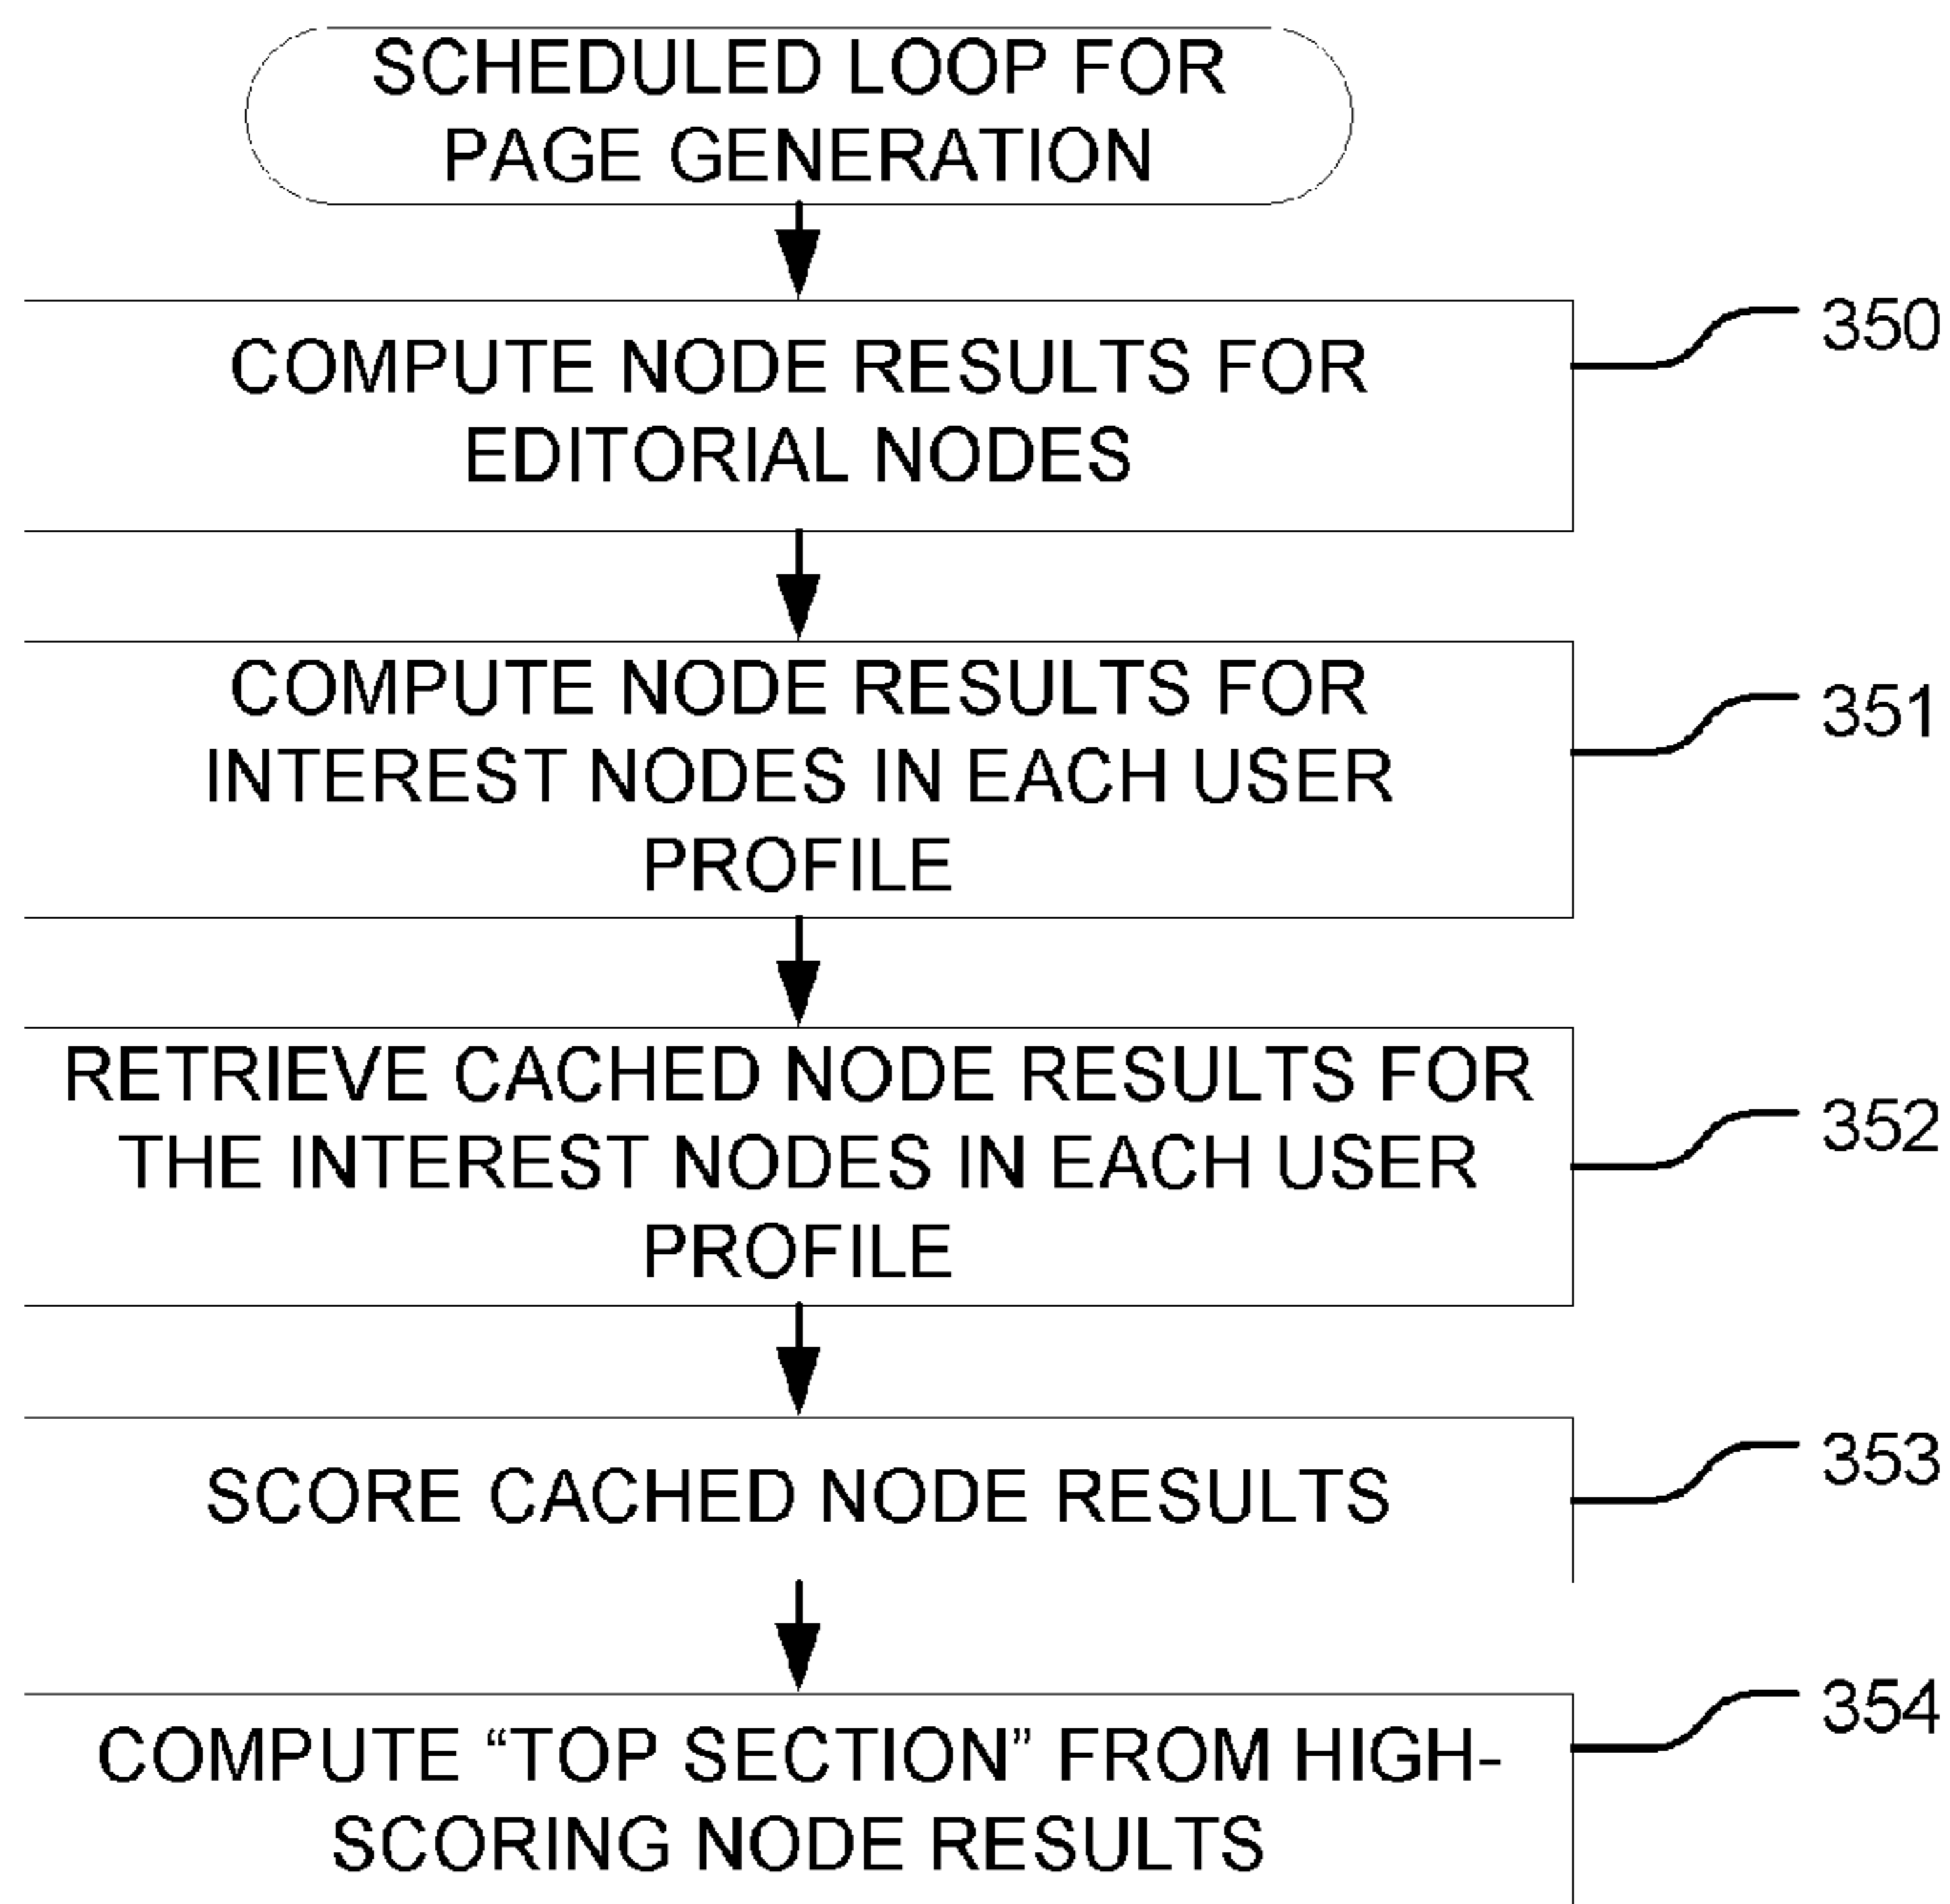 SCHEDULED LOOP FOR
PAGE GENERATION
COMPUTE NODE RESULTS FOR
EDITORIAL NODES
350
COMPUTE NODE RESULTS FOR
INTEREST NODES IN EACH USER
PROFILE
351
RETRIEVE CACHED NODE RESULTS FOR
THE INTEREST NODES IN EACH USER
PROFILE
352
SCORE CACHED NODE RESULTS
353
COMPUTE “TOP SECTION” FROM HIGH-
SCORING NODE RESULTS
354